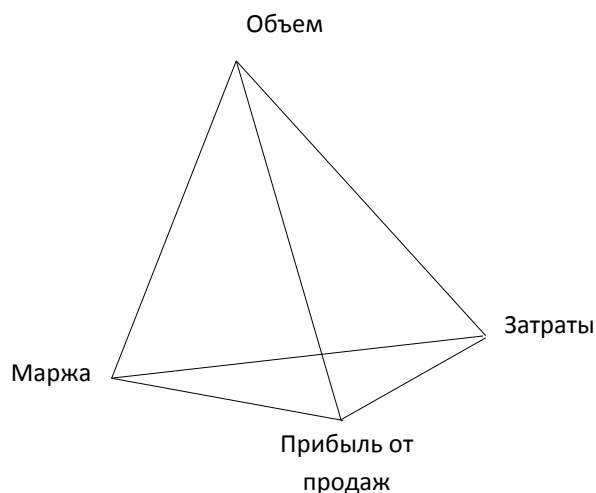 Объем
Затраты
Маржа
Прибыль от
продаж